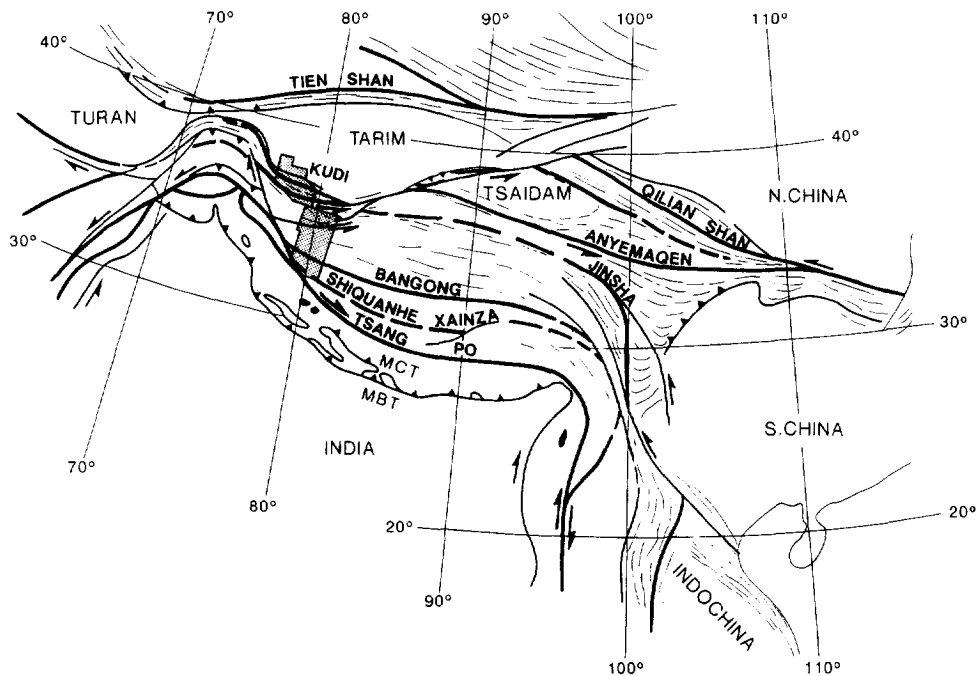 70°
80°
90°
100°
110°
40°
TIEN SHAN
TURAN
TARIM
40°
KUDI
TSAIDAM
QILIAN SHAN
N.CHINA
30°
ANYEMAQEN
JINSHA
BANGONG
SHIQUANHE XAINZA
TSANG PO
30°
MCT
MBT
S.CHINA
INDIA
70°
80°
20°
20°
INDOCHINA
90°
100°
110°